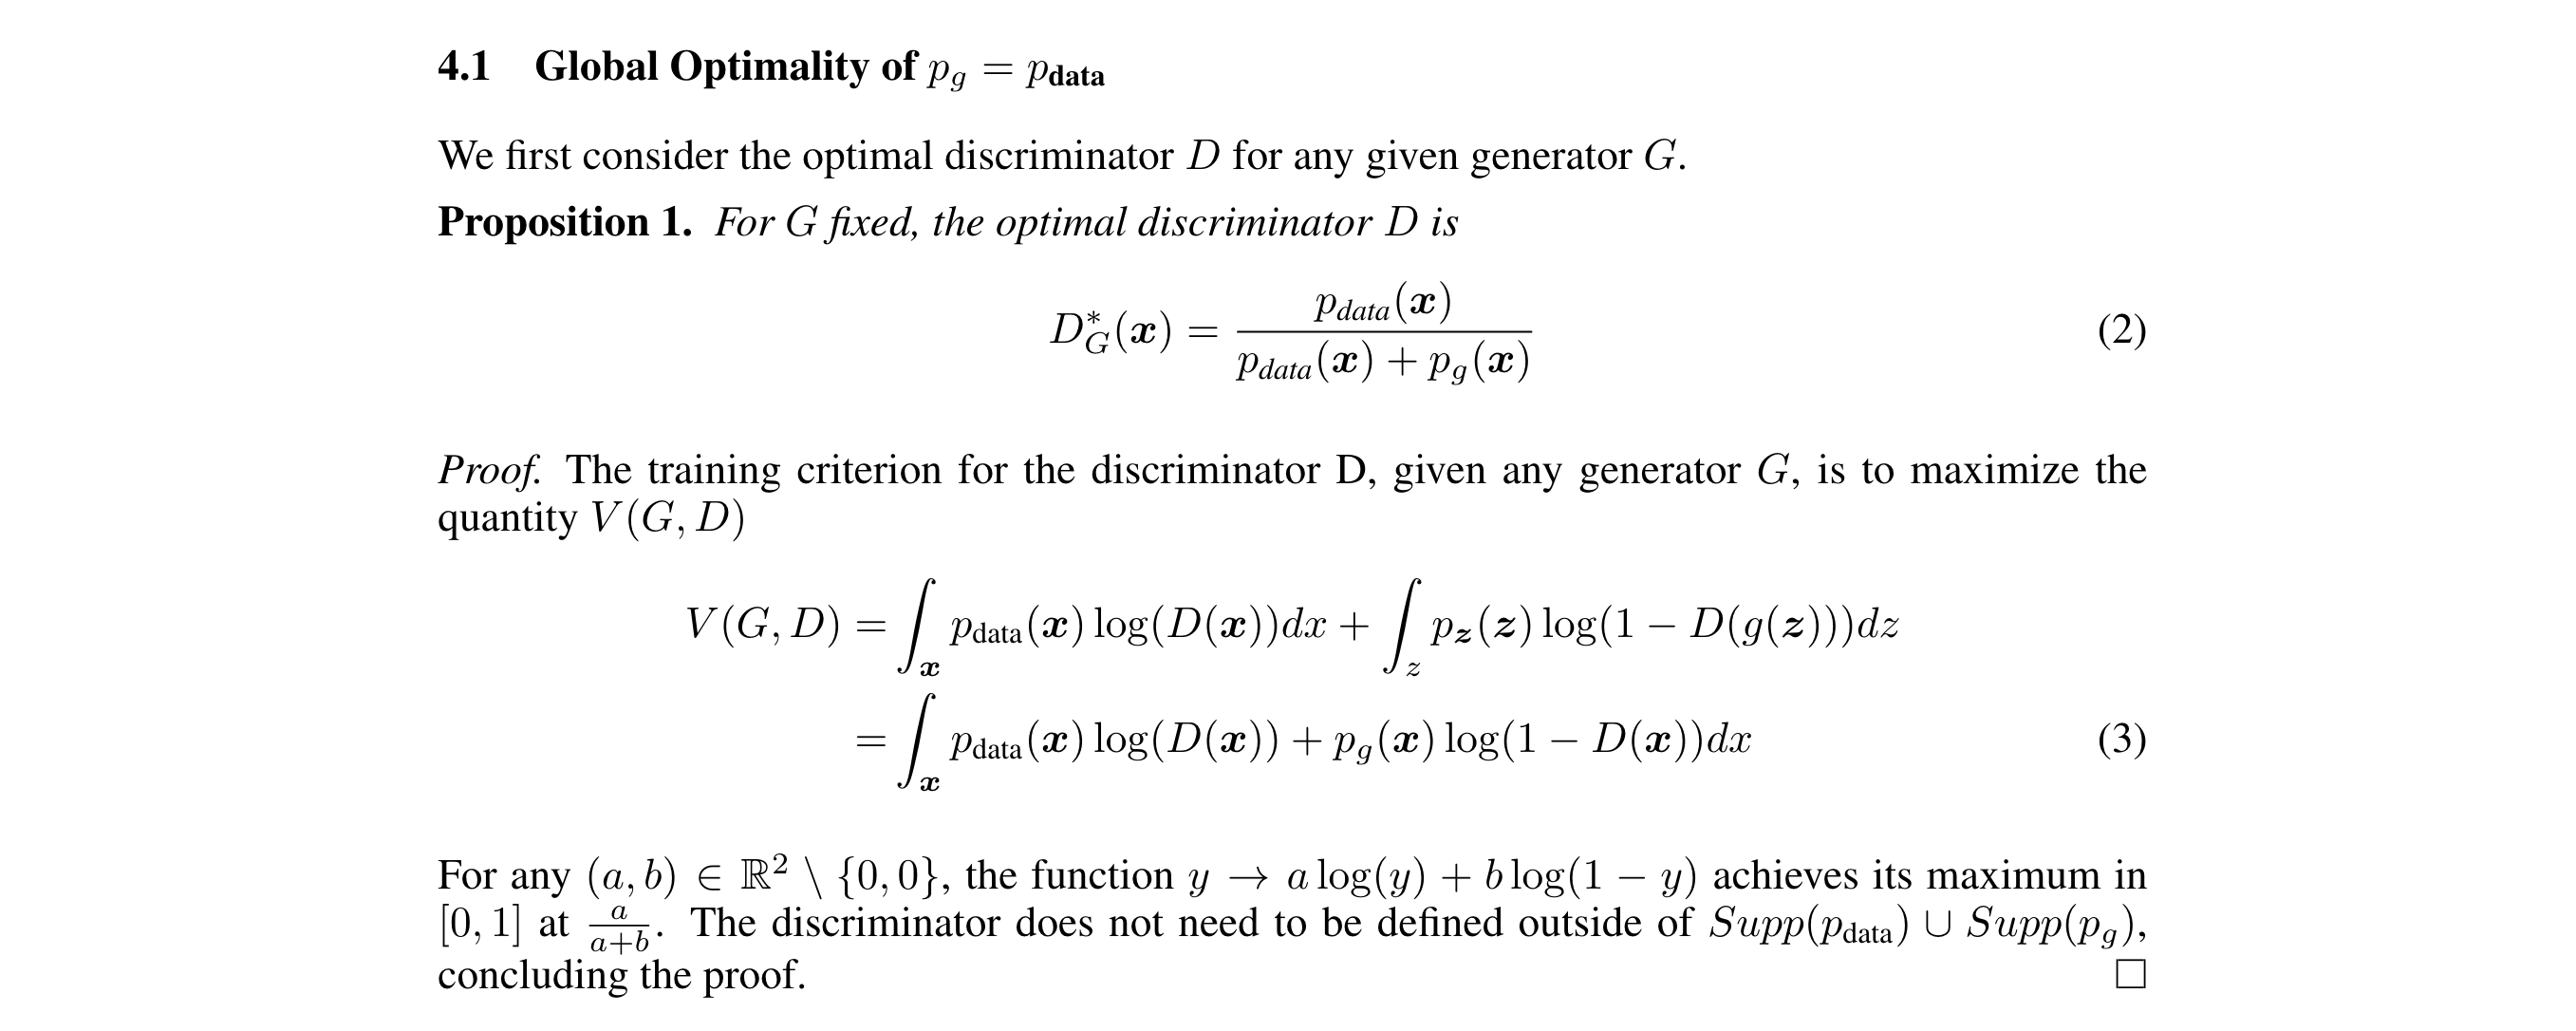 4.1 Global Optimality of $p_g = p_{\textbf{data}}$
We first consider the optimal discriminator $D$ for any given generator $G$.
Proposition 1. For $G$ fixed, the optimal discriminator $D$ is
$D^*_G(\boldsymbol{x}) = \frac{p_{data}(\boldsymbol{x})}{p_{data}(\boldsymbol{x}) + p_g(\boldsymbol{x})}$ (2)
Proof. The training criterion for the discriminator D, given any generator $G$, is to maximize the
quantity $V(G, D)$
$V(G, D) = \int_{\boldsymbol{x}} p_{\text{data}}(\boldsymbol{x}) \log(D(\boldsymbol{x}))dx + \int_z p_{\boldsymbol{z}}(\boldsymbol{z}) \log(1 - D(g(\boldsymbol{z})))dz$
$= \int_{\boldsymbol{x}} p_{\text{data}}(\boldsymbol{x}) \log(D(\boldsymbol{x})) + p_g(\boldsymbol{x}) \log(1 - D(\boldsymbol{x}))dx$ (3)
For any $(a, b) \in \mathbb{R}^2 \setminus \{0, 0\}$, the function $y \to a \log(y) + b \log(1 - y)$ achieves its maximum in
$[0, 1]$ at $\frac{a}{a+b}$. The discriminator does not need to be defined outside of $Supp(p_{\text{data}}) \cup Supp(p_g)$,
concluding the proof. □